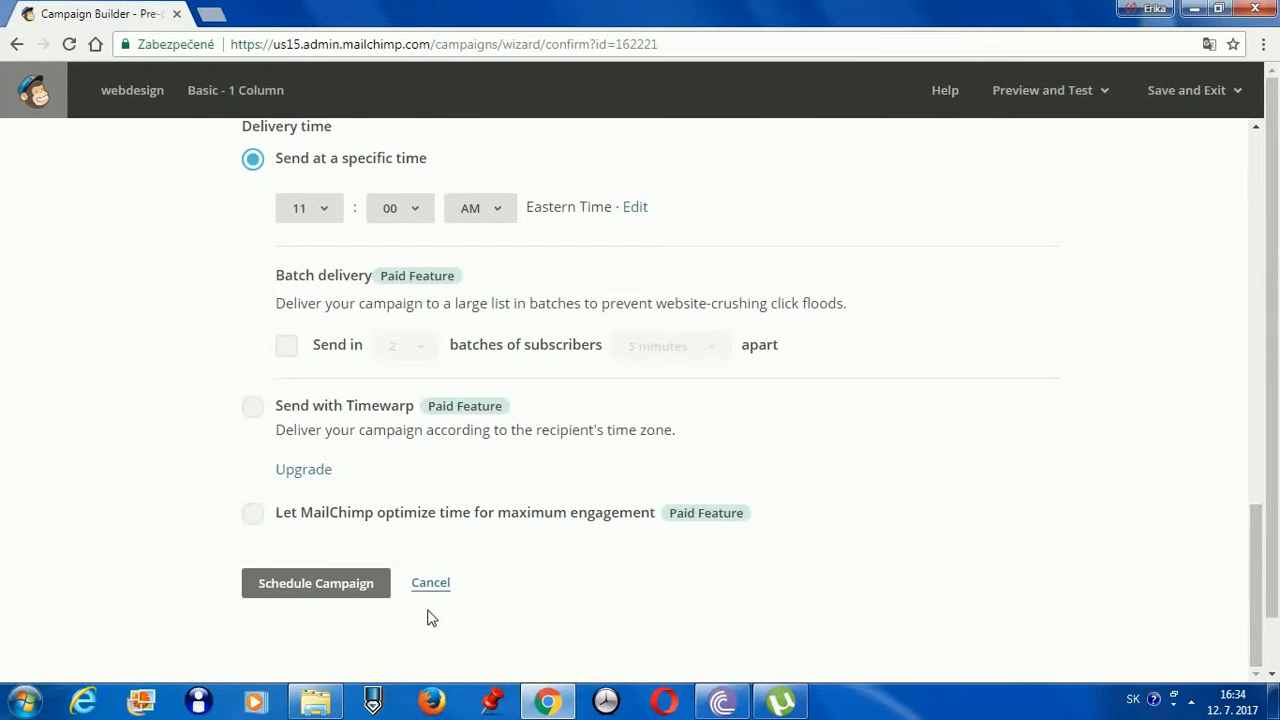 Campaign Builder - Pre-c
Erika
Zabezpečené
https://us15.admin.mailchimp.com/campaigns/wizard/confirm?id=162221
webdesign
Basic - 1 Column
Help
Preview and Test
Save and Exit
Delivery time
Send at a specific time
11 : 00 AM Eastern Time · Edit
Batch delivery Paid Feature
Deliver your campaign to a large list in batches to prevent website-crushing click floods.
Send in 2 batches of subscribers 5 minutes apart
Send with Timewarp Paid Feature
Deliver your campaign according to the recipient's time zone.
Upgrade
Let MailChimp optimize time for maximum engagement Paid Feature
Schedule Campaign Cancel
SK
16:34
12. 7. 2017